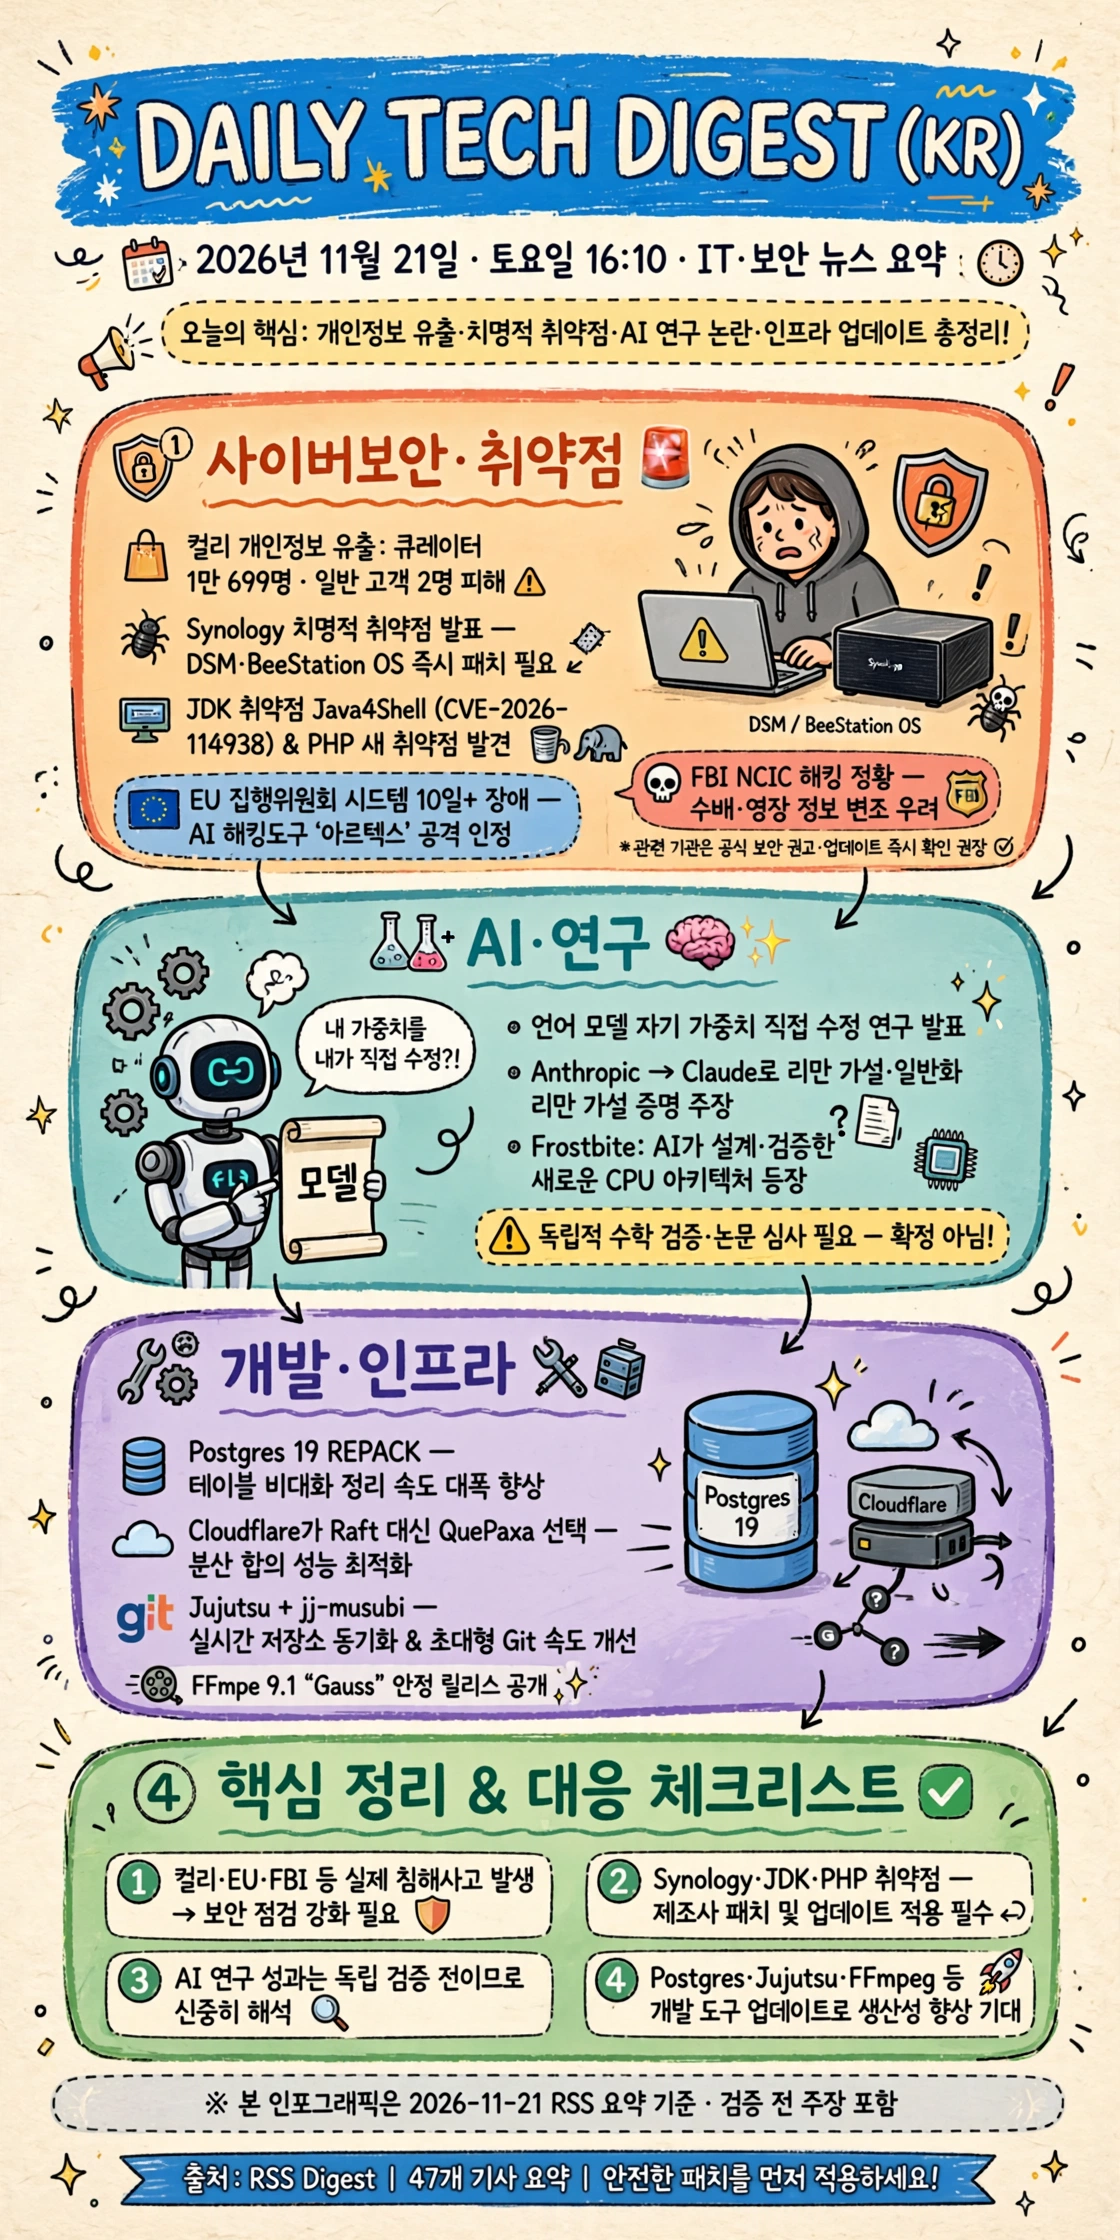 DAILY TECH DIGEST (KR)
2026년 11월 21일 · 토요일 16:10 · IT·보안 뉴스 요약
오늘의 핵심: 개인정보 유출·치명적 취약점·AI 연구 논란·인프라 업데이트 총정리!
1
사이버보안·취약점
컬리 개인정보 유출: 큐레이터
1만 699명 · 일반 고객 2명 피해
Synology 치명적 취약점 발표 —
DSM·BeeStation OS 즉시 패치 필요
JDK 취약점 Java4Shell (CVE-2026-
114938) & PHP 새 취약점 발견
DSM / BeeStation OS
EU 집행위원회 시드템 10일+ 장애 —
AI 해킹도구 ‘아르텍스’ 공격 인정
FBI NCIC 해킹 정황 —
수배·영장 정보 변조 우려
FBI
*관련 기관은 공식 보안 권고·업데이트 즉시 확인 권장
AI·연구
내 가중치를
내가 직접 수정?!
모델
언어 모델 자기 가중치 직접 수정 연구 발표
Anthropic → Claude로 리만 가설·일반화
리만 가설 증명 주장
Frostbite: AI가 설계·검증한
새로운 CPU 아키텍처 등장
?
독립적 수학 검증·논문 심사 필요 — 확정 아님!
개발·인프라
Postgres 19 REPACK —
테이블 비대화 정리 속도 대폭 향상
Cloudflare가 Raft 대신 QuePaxa 선택 —
분산 합의 성능 최적화
git
Jujutsu + jj-musubi —
실시간 저장소 동기화 & 초대형 Git 속도 개선
FFmpe 9.1 “Gauss” 안정 릴리스 공개
Postgres
19
Cloudflare
?
G
?
4 핵심 정리 & 대응 체크리스트
1 컬리·EU·FBI 등 실제 침해사고 발생
→ 보안 점검 강화 필요
2 Synology·JDK·PHP 취약점 —
제조사 패치 및 업데이트 적용 필수
3 AI 연구 성과는 독립 검증 전이므로
신중히 해석
4 Postgres·Jujutsu·FFmpeg 등
개발 도구 업데이트로 생산성 향상 기대
※ 본 인포그래픽은 2026-11-21 RSS 요약 기준 · 검증 전 주장 포함
출처: RSS Digest | 47개 기사 요약 | 안전한 패치를 먼저 적용하세요!